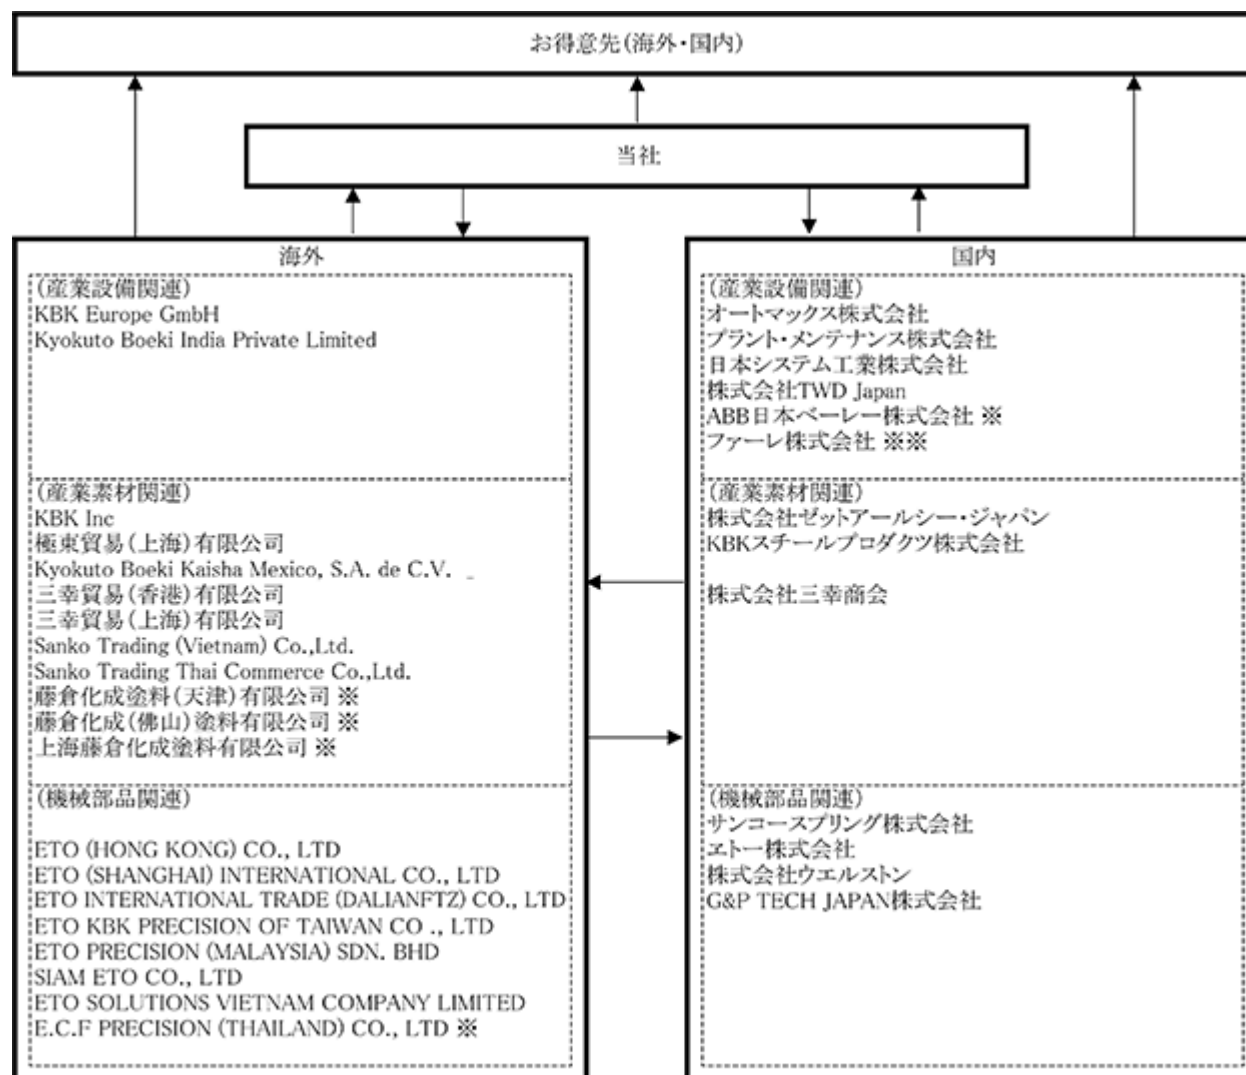 お得意先(海外・国内)
当社
海外
(産業設備関連)
KBK Europe GmbH
Kyokuto Boeki India Private Limited
(産業素材関連)
KBK Inc
極東貿易(上海)有限公司
Kyokuto Boeki Kaisha Mexico, S.A. de C.V.
三幸貿易(香港)有限公司
三幸貿易(上海)有限公司
Sanko Trading (Vietnam) Co.,Ltd.
Sanko Trading Thai Commerce Co.,Ltd.
藤倉化成塗料(天津)有限公司 ※
藤倉化成(佛山)塗料有限公司 ※
上海藤倉化成塗料有限公司 ※
(機械部品関連)
ETO (HONG KONG) CO., LTD
ETO (SHANGHAI) INTERNATIONAL CO., LTD
ETO INTERNATIONAL TRADE (DALIANFTZ) CO., LTD
ETO KBK PRECISION OF TAIWAN CO ., LTD
ETO PRECISION (MALAYSIA) SDN. BHD
SIAM ETO CO., LTD
ETO SOLUTIONS VIETNAM COMPANY LIMITED
E.C.F PRECISION (THAILAND) CO., LTD ※
国内
(産業設備関連)
オートマックス株式会社
プラント・メンテナンス株式会社
日本システム工業株式会社
株式会社TWD Japan
ABB日本ベーレー株式会社 ※
ファーレ株式会社 ※※
(産業素材関連)
株式会社ゼットアールシー・ジャパン
KBKスチールプロダクツ株式会社
株式会社三幸商会
(機械部品関連)
サンコースプリング株式会社
ヱトー株式会社
株式会社ウエルストン
G&P TECH JAPAN株式会社